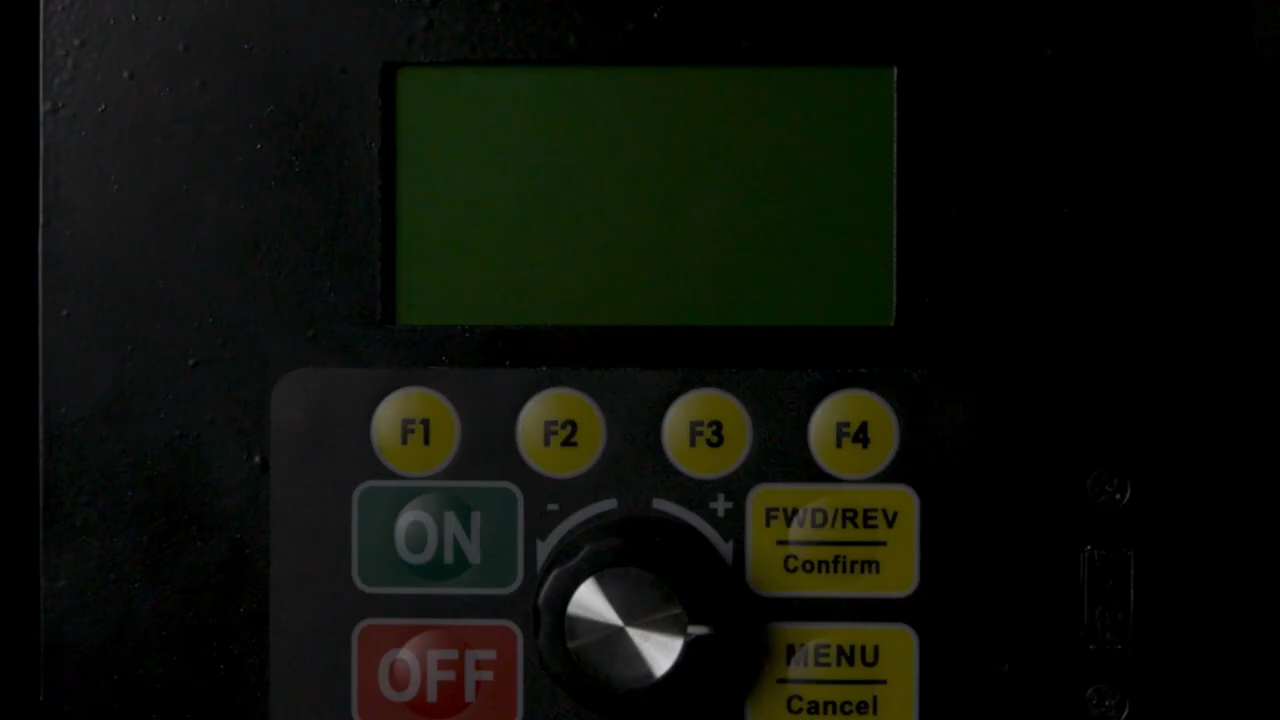 F1 F2 F3 F4
ON
- +
FWD/REV
Confirm
OFF
MENU
Cancel